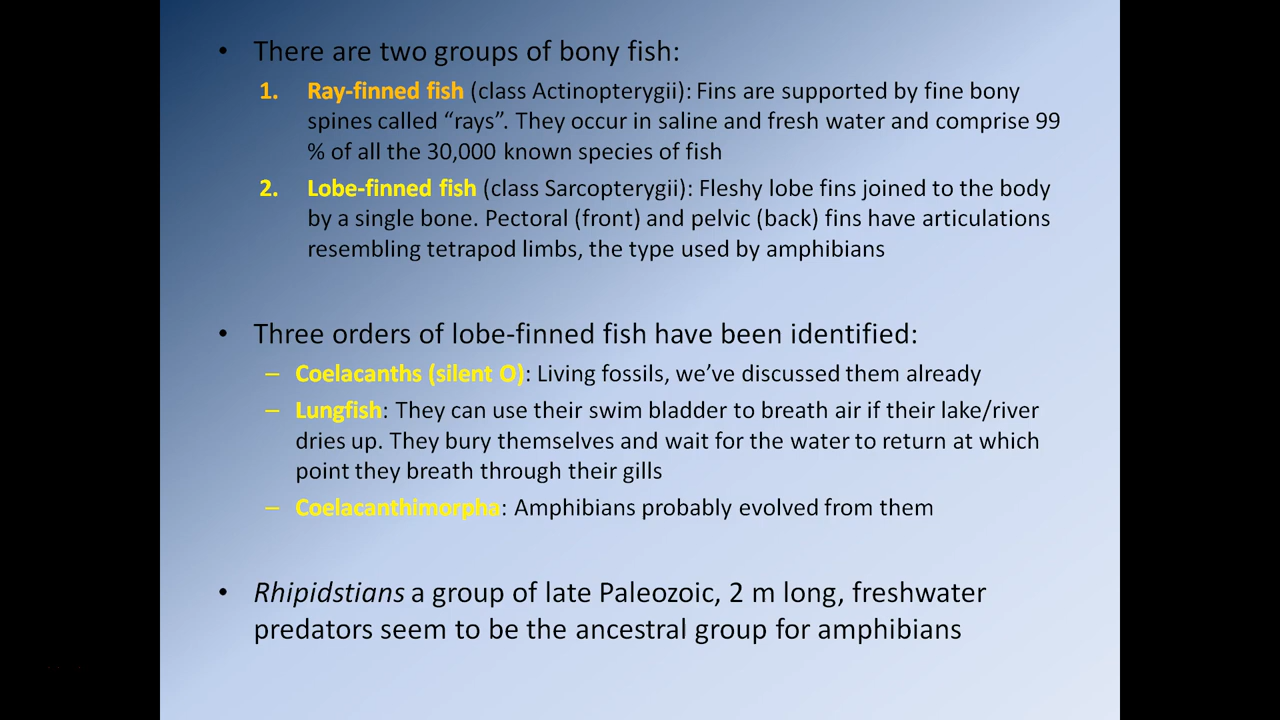 • There are two groups of bony fish:
1. Ray-finned fish (class Actinopterygii): Fins are supported by fine bony
spines called “rays”. They occur in saline and fresh water and comprise 99
% of all the 30,000 known species of fish
2. Lobe-finned fish (class Sarcopterygii): Fleshy lobe fins joined to the body
by a single bone. Pectoral (front) and pelvic (back) fins have articulations
resembling tetrapod limbs, the type used by amphibians
• Three orders of lobe-finned fish have been identified:
– Coelacanths (silent O): Living fossils, we’ve discussed them already
– Lungfish: They can use their swim bladder to breath air if their lake/river
dries up. They bury themselves and wait for the water to return at which
point they breath through their gills
– Coelacanthimorpha: Amphibians probably evolved from them
• Rhipidstians a group of late Paleozoic, 2 m long, freshwater
predators seem to be the ancestral group for amphibians